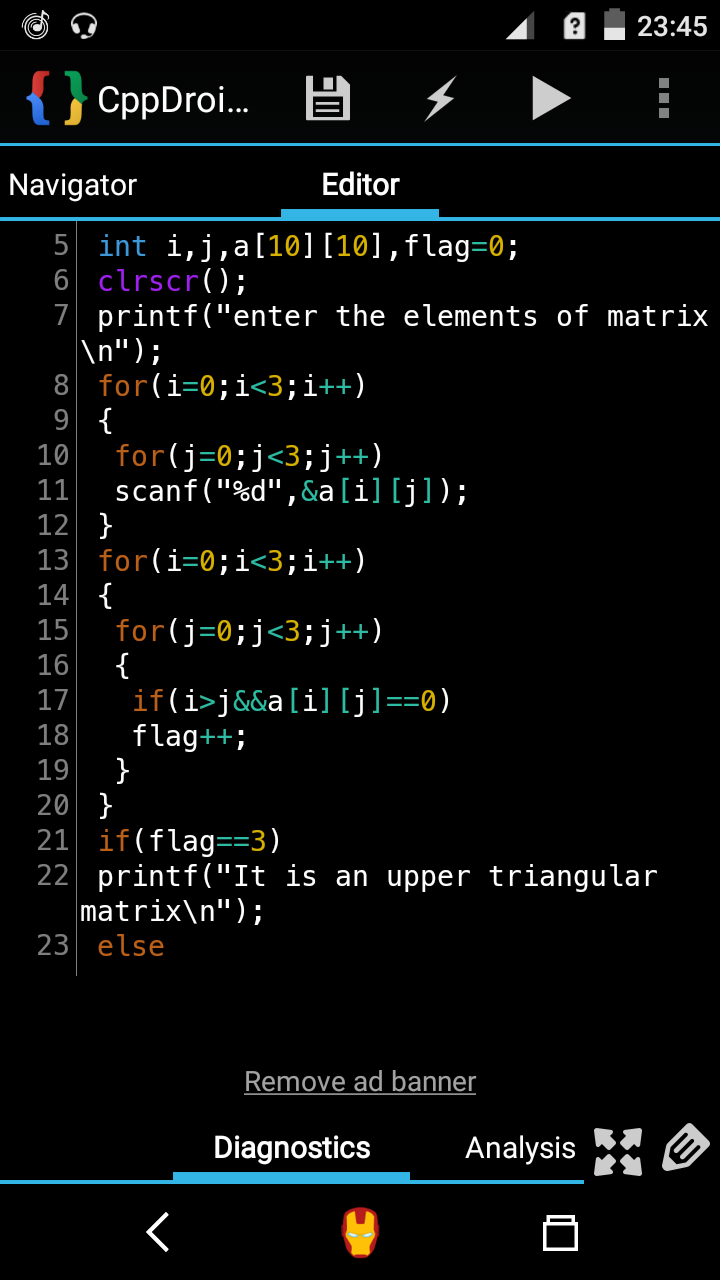 23:45
CppDroi...
Navigator Editor
5 int i,j,a[10][10],flag=0;
6 clrscr();
7 printf("enter the elements of matrix
\n");
8 for(i=0;i<3;i++)
9 {
10 for(j=0;j<3;j++)
11 scanf("%d",&a[i][j]);
12 }
13 for(i=0;i<3;i++)
14 {
15 for(j=0;j<3;j++)
16 {
17 if(i>j&&a[i][j]==0)
18 flag++;
19 }
20 }
21 if(flag==3)
22 printf("It is an upper triangular
matrix\n");
23 else
Remove ad banner
Diagnostics Analysis